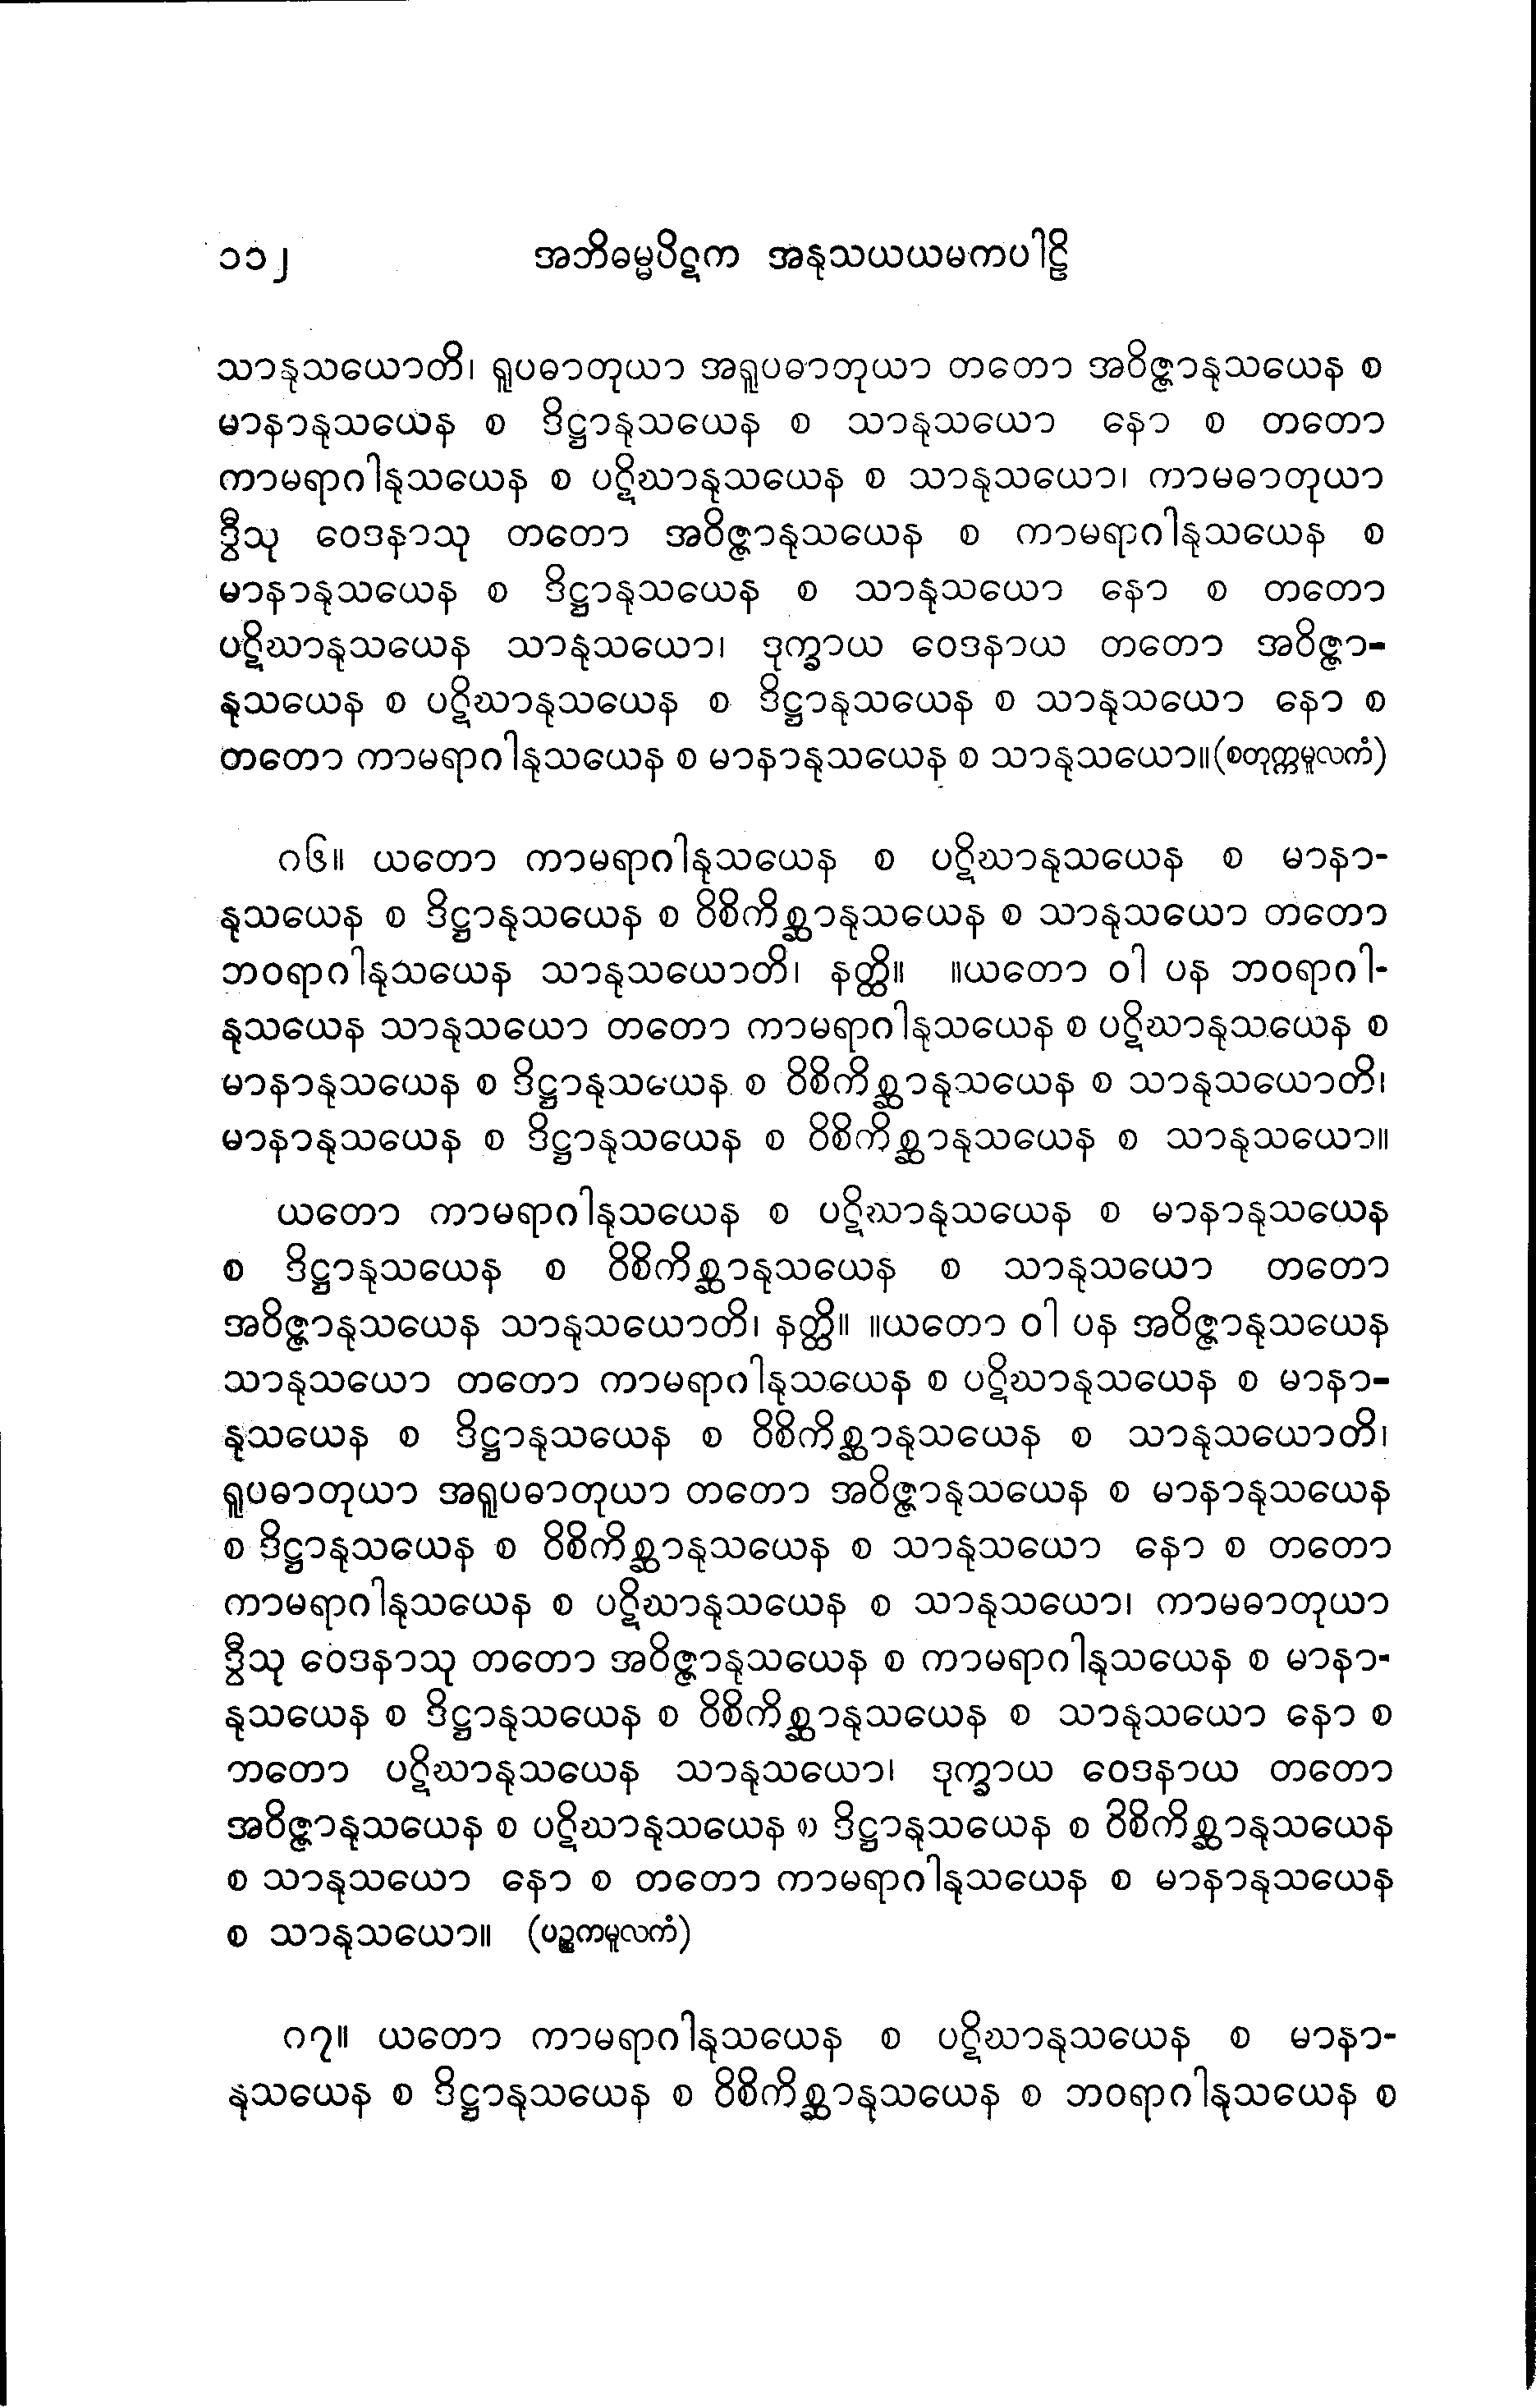 ၁၁၂ အဘိဓမ္မပိဋက အနုသယယမကပါဠိ
သာနုသယောတိ၊ ရူပဓာတုယာ အရူပဓာတုယာ တတော အဝိဇ္ဇာနုသယေန စ
မာနာနုသယေန စ ဒိဋ္ဌာနုသယေန စ သာနုသယော နော စ တတော
ကာမရာဂါနုသယေန စ ပဋိဃာနုသယေန စ သာနုသယော၊ ကာမဓာတုယာ
ဒွီသု ဝေဒနာသု တတော အဝိဇ္ဇာနုသယေန စ ကာမရာဂါနုသယေန စ
မာနာနုသယေန စ ဒိဋ္ဌာနုသယေန စ သာနုသယော နော စ တတော
ပဋိဃာနုသယေန သာနုသယော၊ ဒုက္ခာယ ဝေဒနာယ တတော အဝိဇ္ဇာ-
နုသယေန စ ပဋိဃာနုသယေန စ ဒိဋ္ဌာနုသယေန စ သာနုသယော နော စ
တတော ကာမရာဂါနုသယေန စ မာနာနုသယေန စ သာနုသယော။ (စတုက္ကမူလကံ)
၈၆။ ယတော ကာမရာဂါနုသယေန စ ပဋိဃာနုသယေန စ မာနာ-
နုသယေန စ ဒိဋ္ဌာနုသယေန စ ဝိစိကိစ္ဆာနုသယေန စ သာနုသယော တတော
ဘဝရာဂါနုသယေန သာနုသယောတိ၊ နတ္ထိ။ ။ယတော ဝါ ပန ဘဝရာဂါ-
နုသယေန သာနုသယော တတော ကာမရာဂါနုသယေန စ ပဋိဃာနုသယေန စ
မာနာနုသယေန စ ဒိဋ္ဌာနုသယေန စ ဝိစိကိစ္ဆာနုသယေန စ သာနုသယောတိ၊
မာနာနုသယေန စ ဒိဋ္ဌာနုသယေန စ ဝိစိကိစ္ဆာနုသယေန စ သာနုသယော။
ယတော ကာမရာဂါနုသယေန စ ပဋိဃာနုသယေန စ မာနာနုသယေန
စ ဒိဋ္ဌာနုသယေန စ ဝိစိကိစ္ဆာနုသယေန စ သာနုသယော တတော
အဝိဇ္ဇာနုသယေန သာနုသယောတိ၊ နတ္ထိ။ ။ယတော ဝါ ပန အဝိဇ္ဇာနုသယေန
သာနုသယော တတော ကာမရာဂါနုသယေန စ ပဋိဃာနုသယေန စ မာနာ-
နုသယေန စ ဒိဋ္ဌာနုသယေန စ ဝိစိကိစ္ဆာနုသယေန စ သာနုသယောတိ၊
ရူပဓာတုယာ အရူပဓာတုယာ တတော အဝိဇ္ဇာနုသယေန စ မာနာနုသယေန
စ ဒိဋ္ဌာနုသယေန စ ဝိစိကိစ္ဆာနုသယေန စ သာနုသယော နော စ တတော
ကာမရာဂါနုသယေန စ ပဋိဃာနုသယေန စ သာနုသယော၊ ကာမဓာတုယာ
ဒွီသု ဝေဒနာသု တတော အဝိဇ္ဇာနုသယေန စ ကာမရာဂါနုသယေန စ မာနာ-
နုသယေန စ ဒိဋ္ဌာနုသယေန စ ဝိစိကိစ္ဆာနုသယေန စ သာနုသယော နော စ
တတော ပဋိဃာနုသယေန သာနုသယော၊ ဒုက္ခာယ ဝေဒနာယ တတော
အဝိဇ္ဇာနုသယေန စ ပဋိဃာနုသယေန စ ဒိဋ္ဌာနုသယေန စ ဝိစိကိစ္ဆာနုသယေန
စ သာနုသယော နော စ တတော ကာမရာဂါနုသယေန စ မာနာနုသယေန
စ သာနုသယော။ (ပဉ္စကမူလကံ)
၈၇။ ယတော ကာမရာဂါနုသယေန စ ပဋိဃာနုသယေန စ မာနာ-
နုသယေန စ ဒိဋ္ဌာနုသယေန စ ဝိစိကိစ္ဆာနုသယေန စ ဘဝရာဂါနုသယေန စ